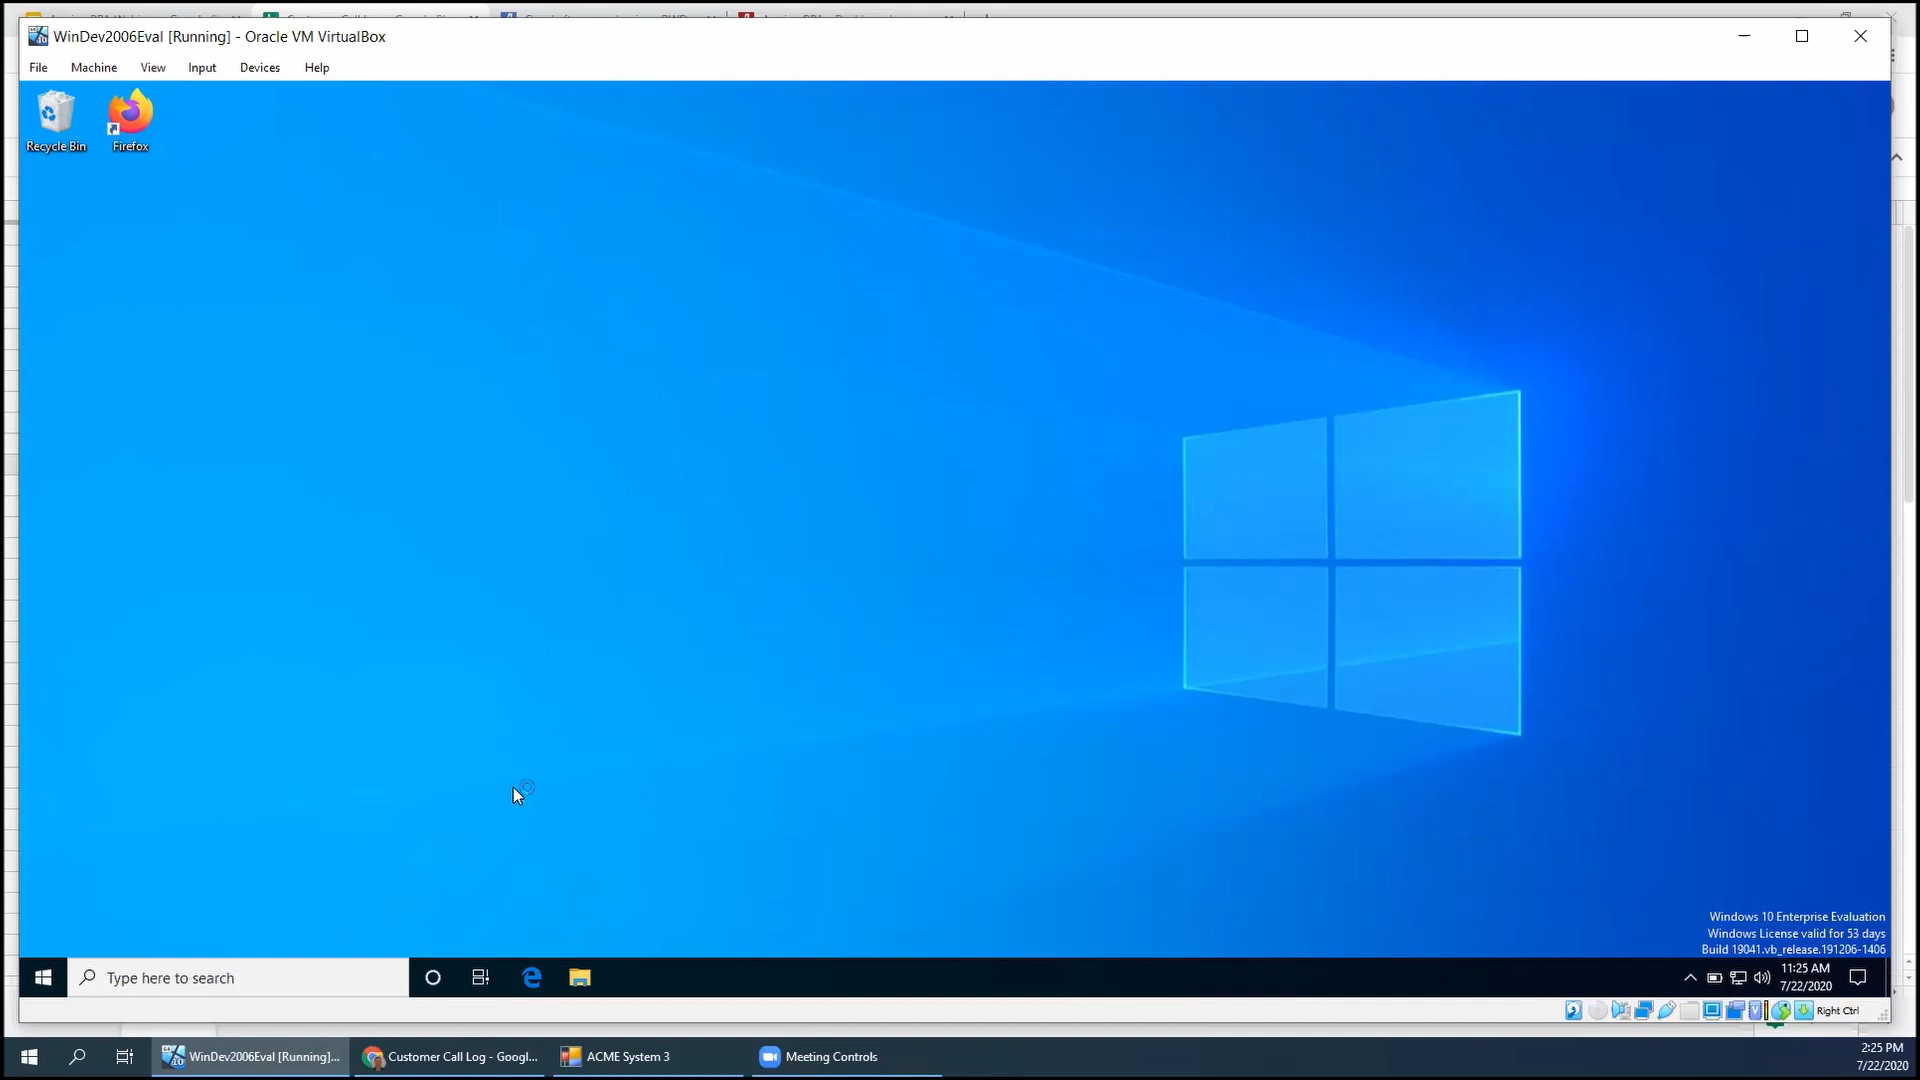 WinDev2006Eval [Running] - Oracle VM VirtualBox
File Machine View Input Devices Help
Recycle Bin
Firefox
Windows 10 Enterprise Evaluation
Windows License valid for 53 days
Build 19041.vb_release.191206-1406
Type here to search
11:25 AM
7/22/2020
Right Ctrl
WinDev2006Eval [Running]...
Customer Call Log - Googl...
ACME System 3
Meeting Controls
2:25 PM
7/22/2020